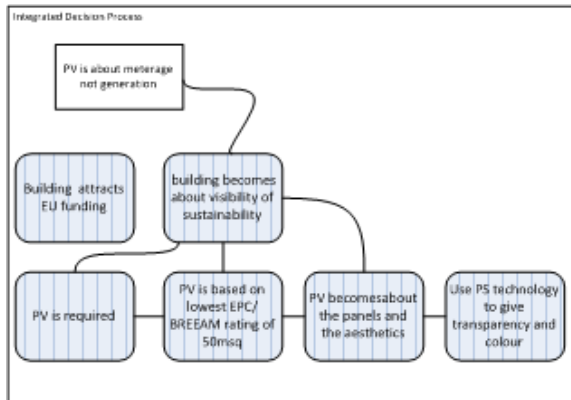 Integrated Decision Process
PV is about meterage
not generation
Building attracts
EU funding
building becomes
about visibility of
sustainability
PV is required
PV is based on
lowest EPC/
BREEAM rating of
50msq
PV becomesabout
the panels and
the aesthetics
Use PS technology
to give
transparency and
colour